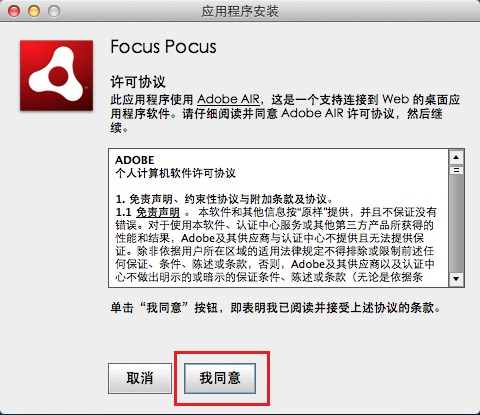 应用程序安装
Focus Pocus
许可协议
此应用程序使用 Adobe AIR，这是一个支持连接到 Web 的桌面应
用程序软件。请仔细阅读并同意 Adobe AIR 许可协议，然后继
续。
ADOBE
个人计算机软件许可协议
1. 免责声明、约束性协议与附加条款及协议。
1.1 免责声明 。 本软件和其他信息按“原样”提供，并且不保证没有
错误。对于使用本软件、认证中心服务或其他第三方产品所获得的
性能和结果，Adobe及其供应商与认证中心不提供且无法提供保
证。除非依据用户所在区域的适用法律规定不得排除或限制前述任
何保证、条件、陈述或条款，否则，Adobe及其供应商以及认证中
心不做出明示的或暗示的保证条件、陈述或条款（无论是依据条
单击“我同意”按钮，即表明我已阅读并接受上述协议的条款。
取消
我同意